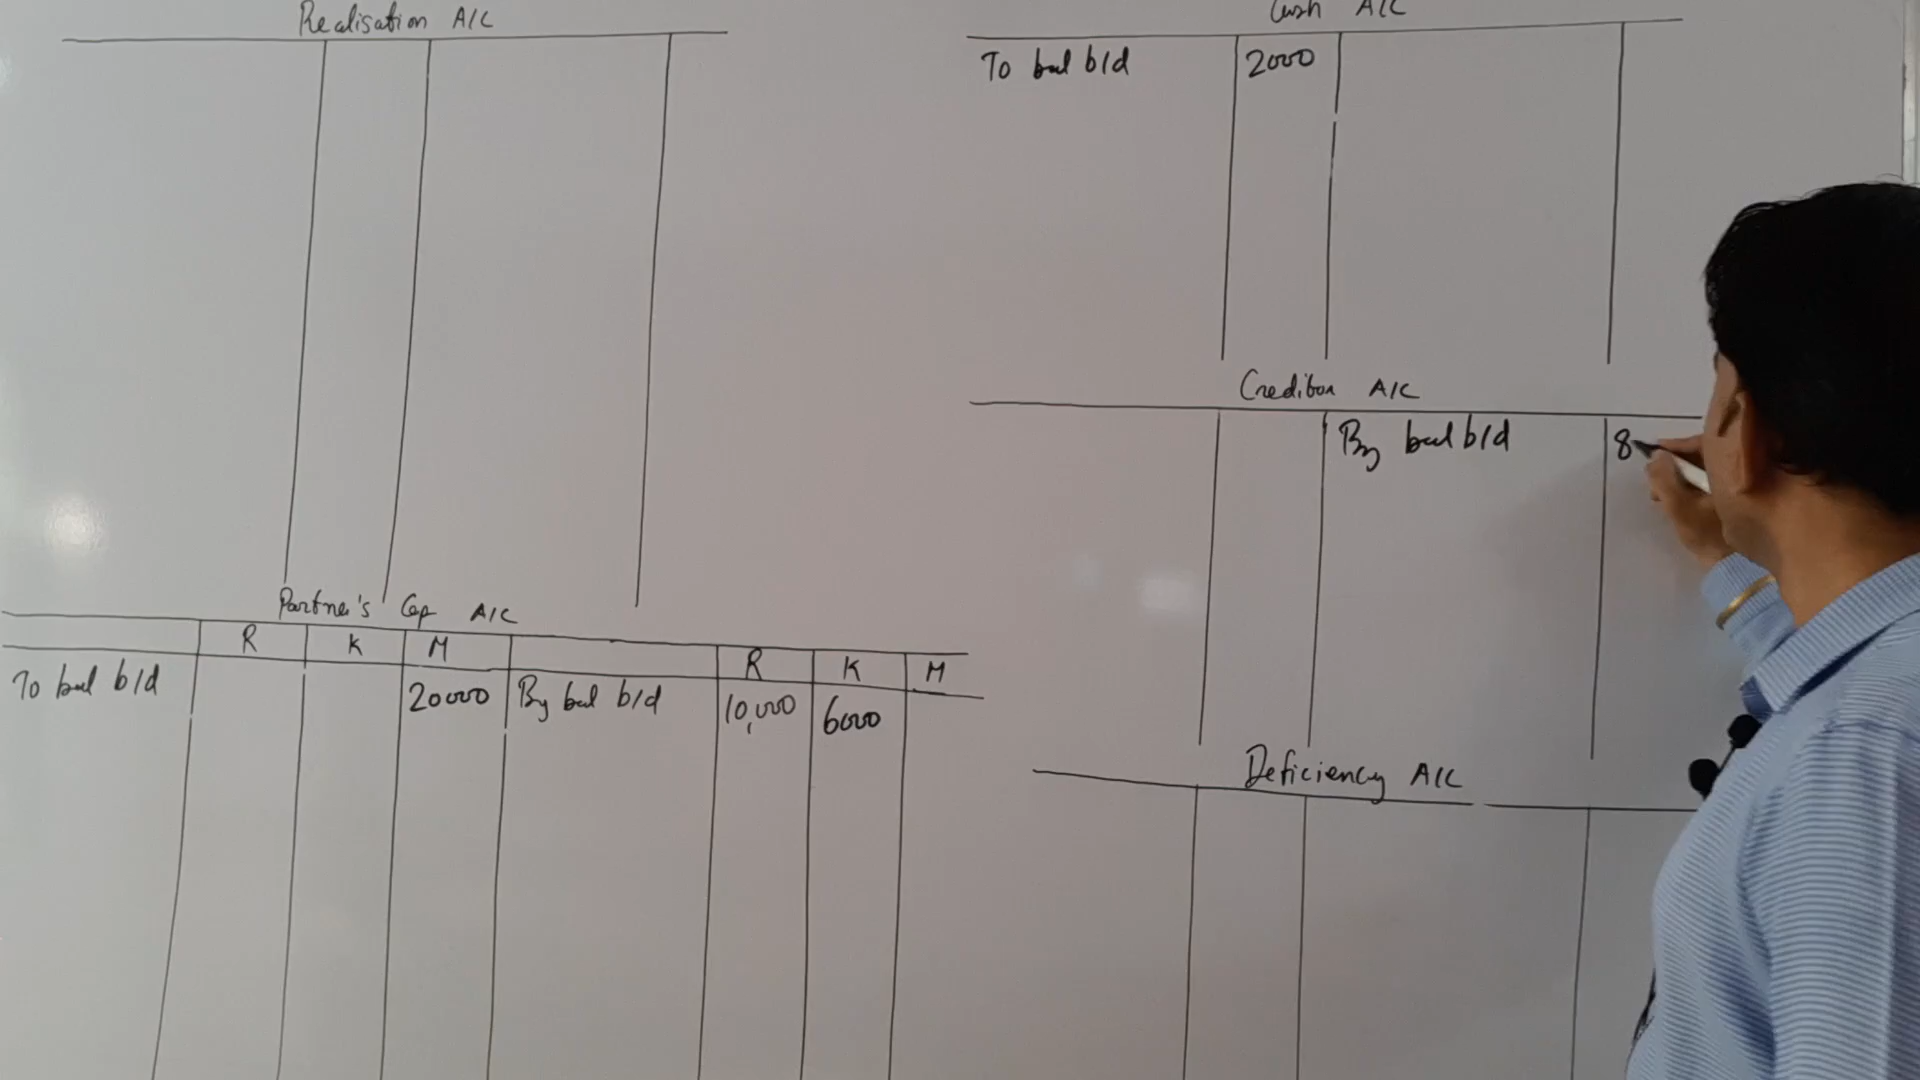 Realisation A/C
Cash A/C
To bal b/d 2000
Creditors A/C
By bal b/d 8
Partner's Cap A/C
R K M R K M
To bal b/d 20000 By bal b/d 10,000 6000
Deficiency A/C